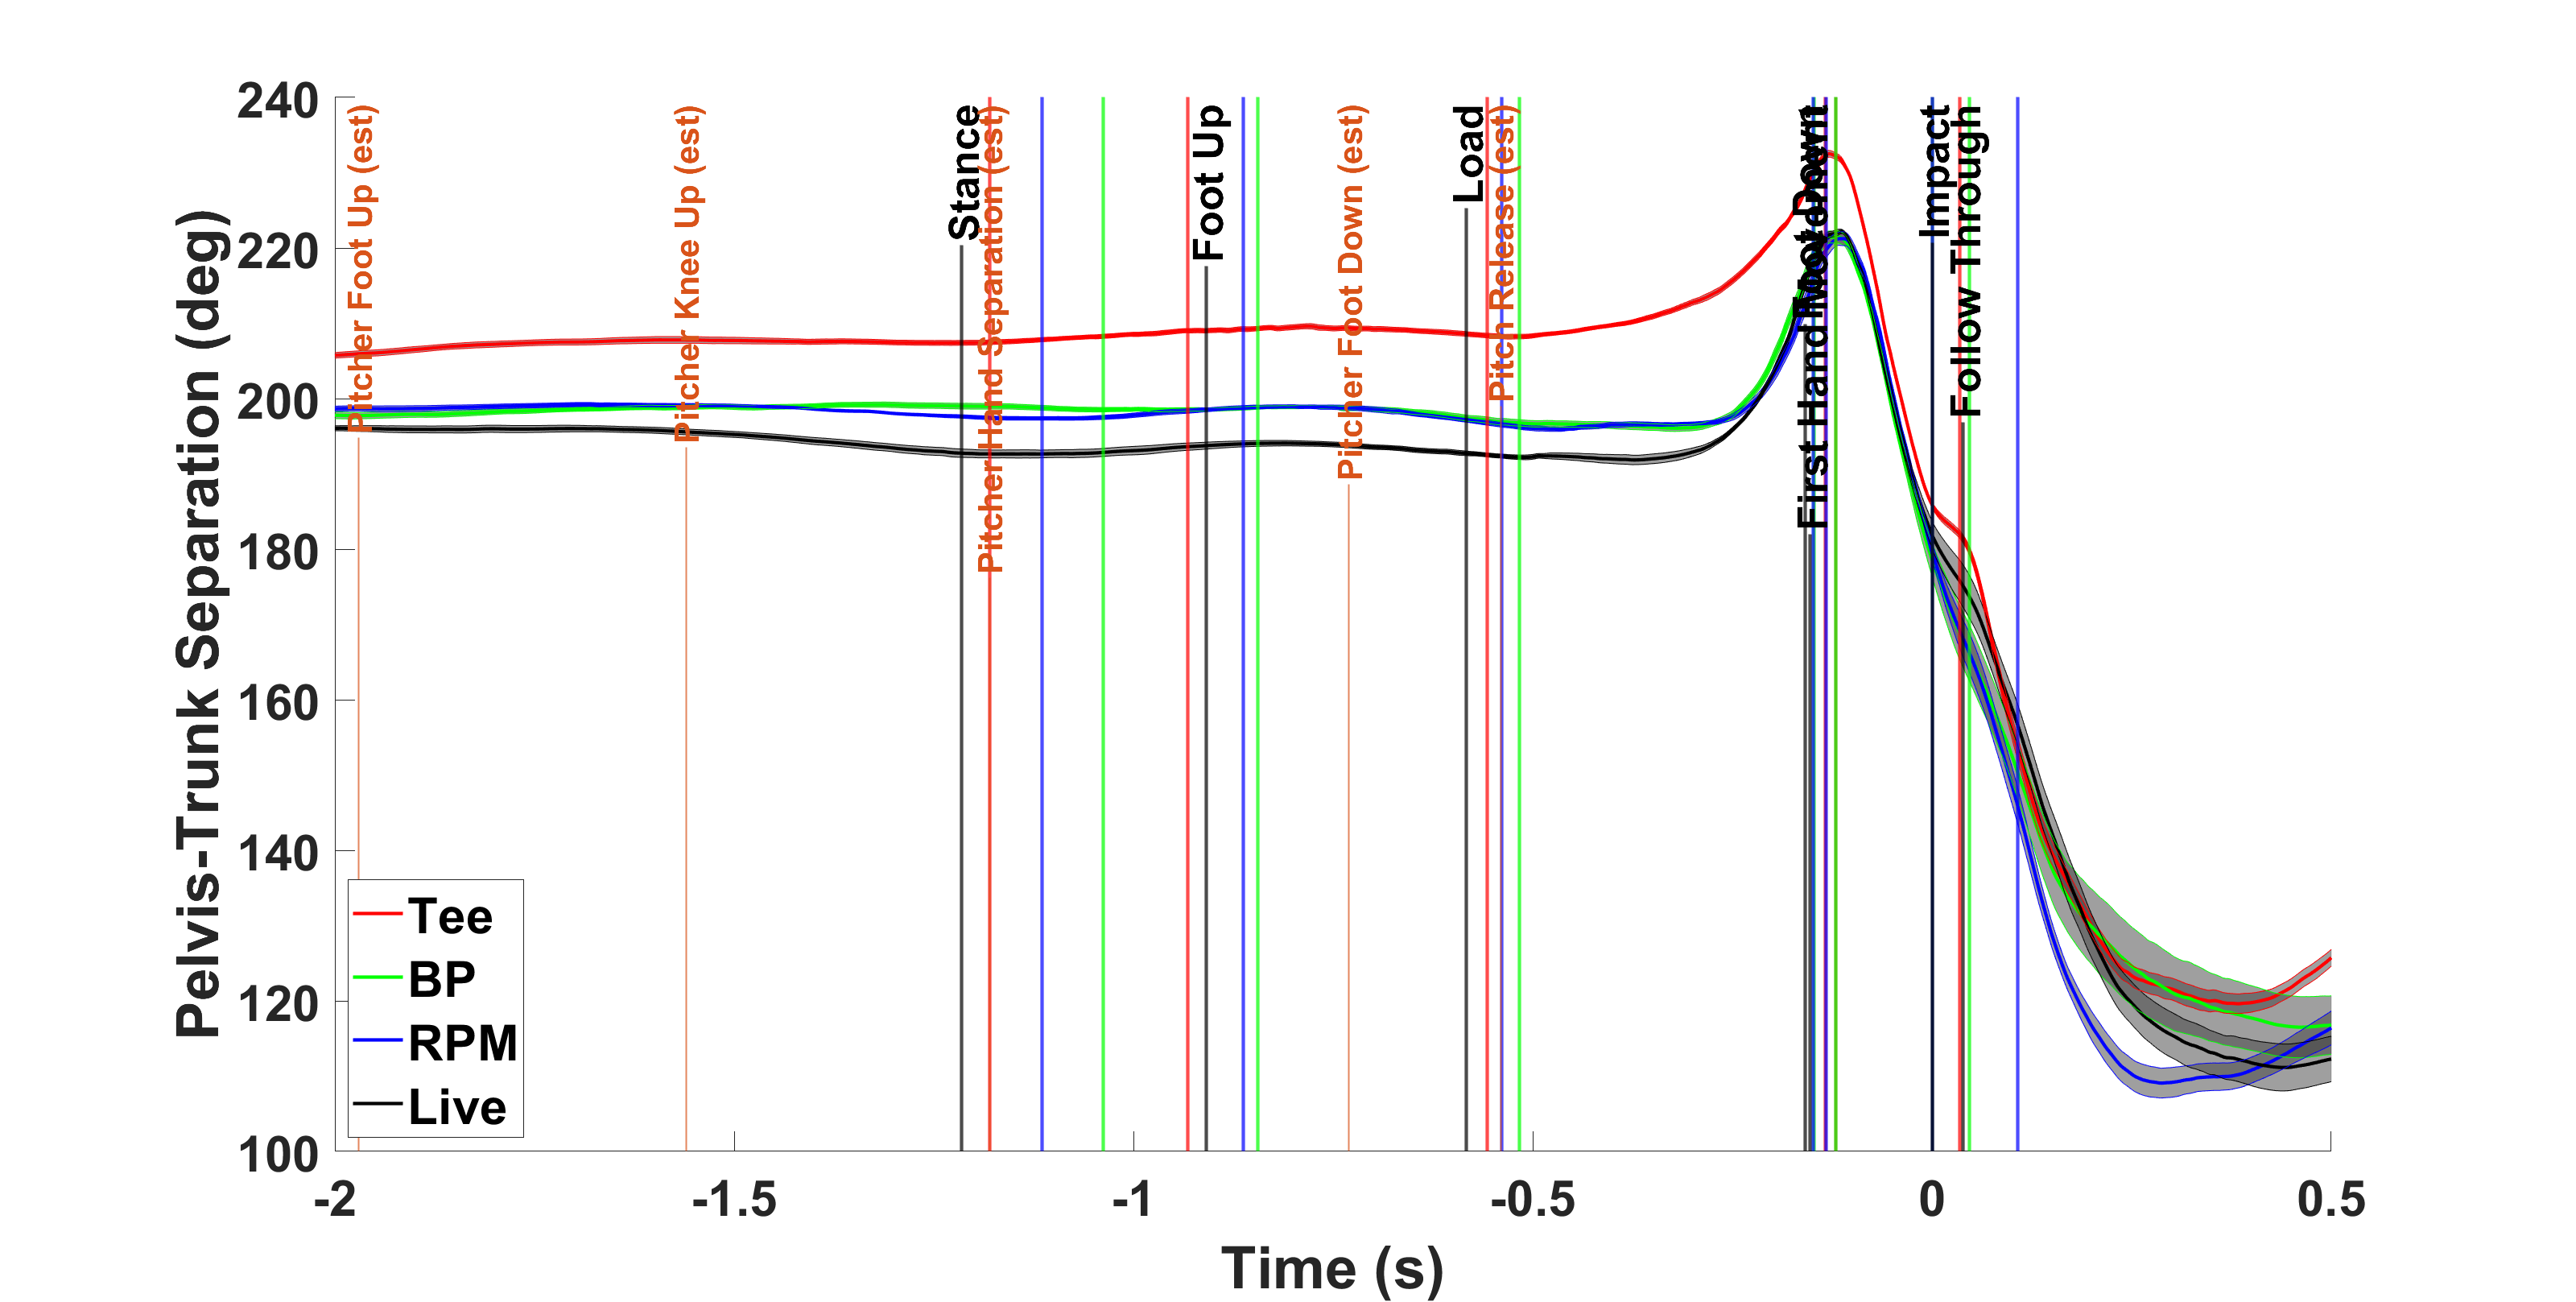 240
220
200
180
160
140
120
100
Pelvis-Trunk Separation (deg)
Pitcher Foot Up (est)
Pitcher Knee Up (est)
Stance
Pitcher Hand Separation (est)
Foot Up
Pitcher Foot Down (est)
Load
Pitch Release (est)
Foot Down
First Hand Movement
Impact
Follow Through
Tee
BP
RPM
Live
-2
-1.5
-1
-0.5
0
0.5
Time (s)